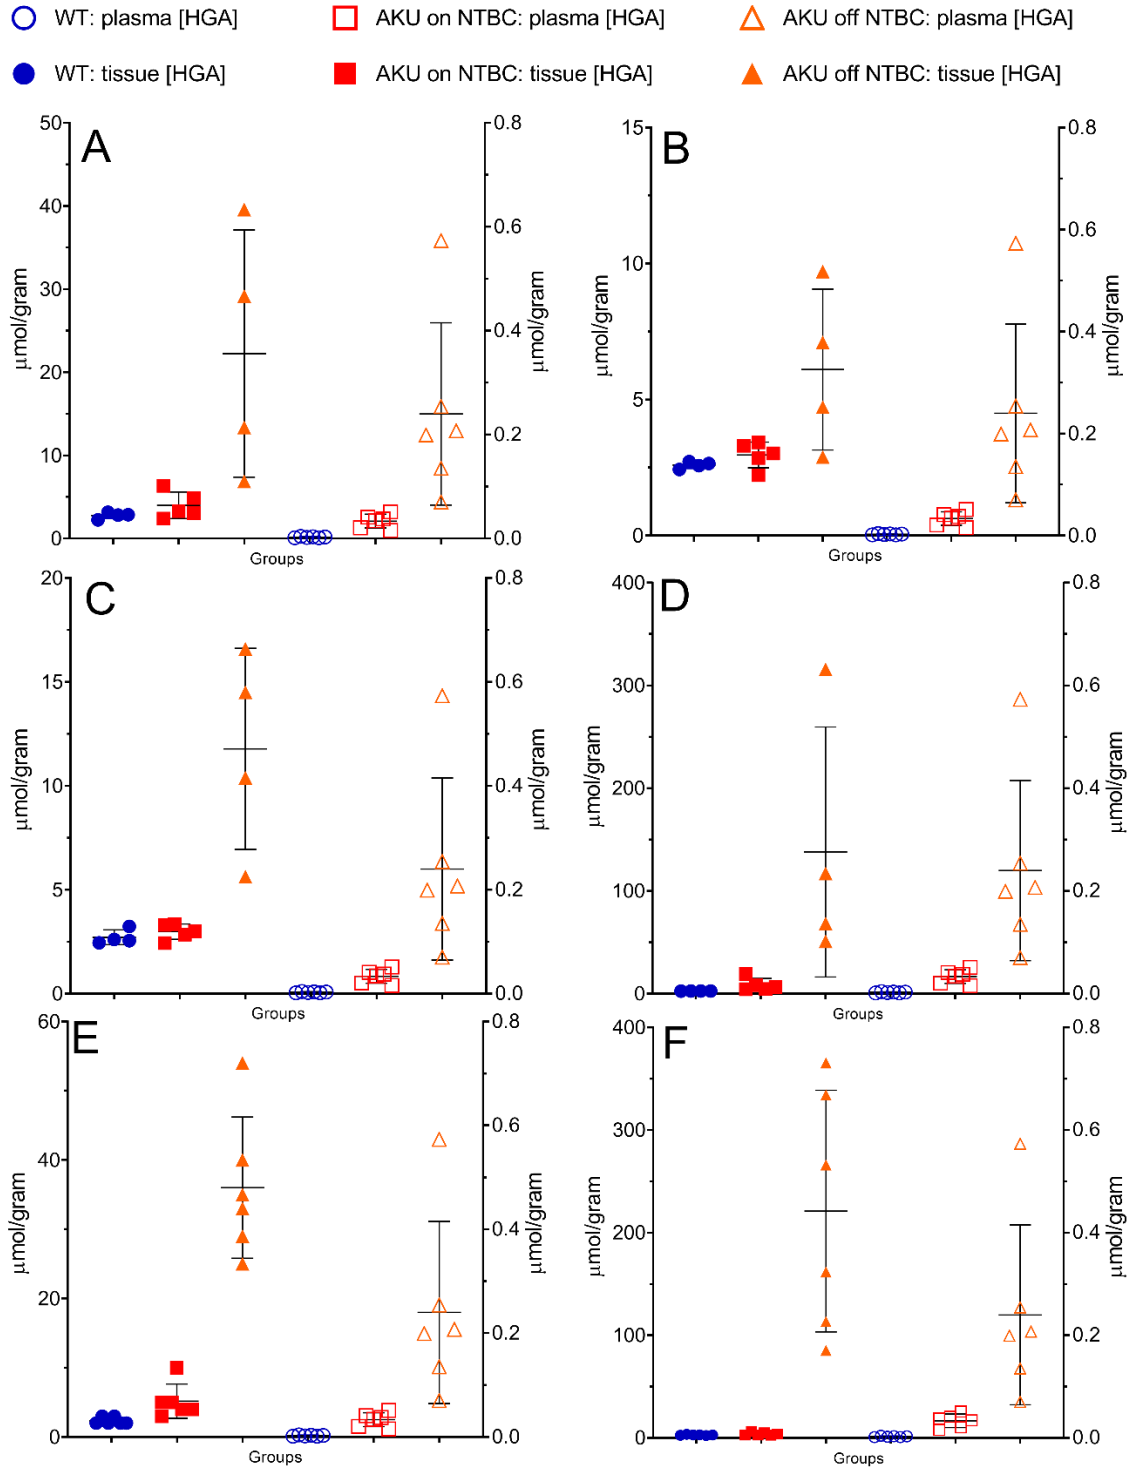 WT: plasma [HGA] AKU on NTBC: plasma [HGA] AKU off NTBC: plasma [HGA]
WT: tissue [HGA] AKU on NTBC: tissue [HGA] AKU off NTBC: tissue [HGA]
A
50
40
30
20
10
0
μmol/gram
0.8
0.6
0.4
0.2
0.0
μmol/gram
Groups
B
15
10
5
0
μmol/gram
0.8
0.6
0.4
0.2
0.0
μmol/gram
Groups
C
20
15
10
5
0
μmol/gram
0.8
0.6
0.4
0.2
0.0
μmol/gram
Groups
D
400
300
200
100
0
μmol/gram
0.8
0.6
0.4
0.2
0.0
μmol/gram
Groups
E
60
40
20
0
μmol/gram
0.8
0.6
0.4
0.2
0.0
μmol/gram
Groups
F
400
300
200
100
0
μmol/gram
0.8
0.6
0.4
0.2
0.0
μmol/gram
Groups